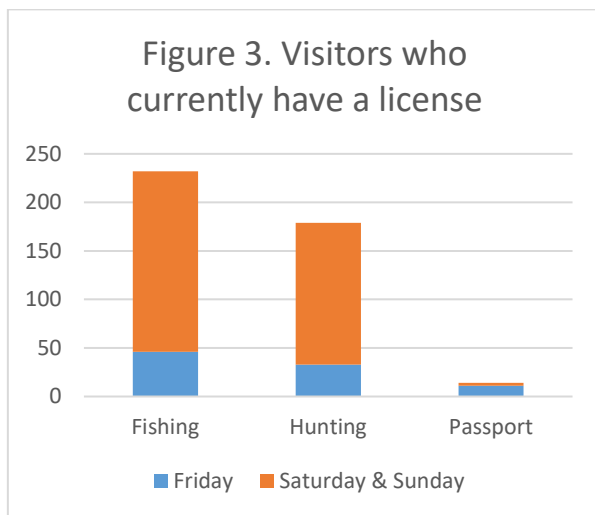 Figure 3. Visitors who
currently have a license
250
200
150
100
50
0
Fishing Hunting Passport
Friday Saturday & Sunday